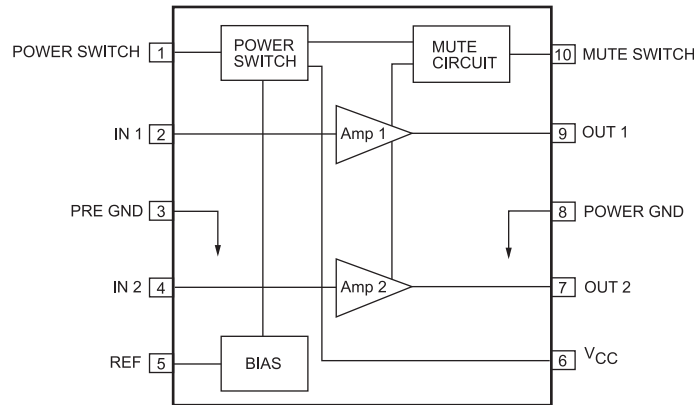 POWER SWITCH 1
POWER
SWITCH
MUTE
CIRCUIT
10 MUTE SWITCH
IN 1 2
Amp 1
9 OUT 1
PRE GND 3
8 POWER GND
IN 2 4
Amp 2
7 OUT 2
REF 5
BIAS
6 VCC